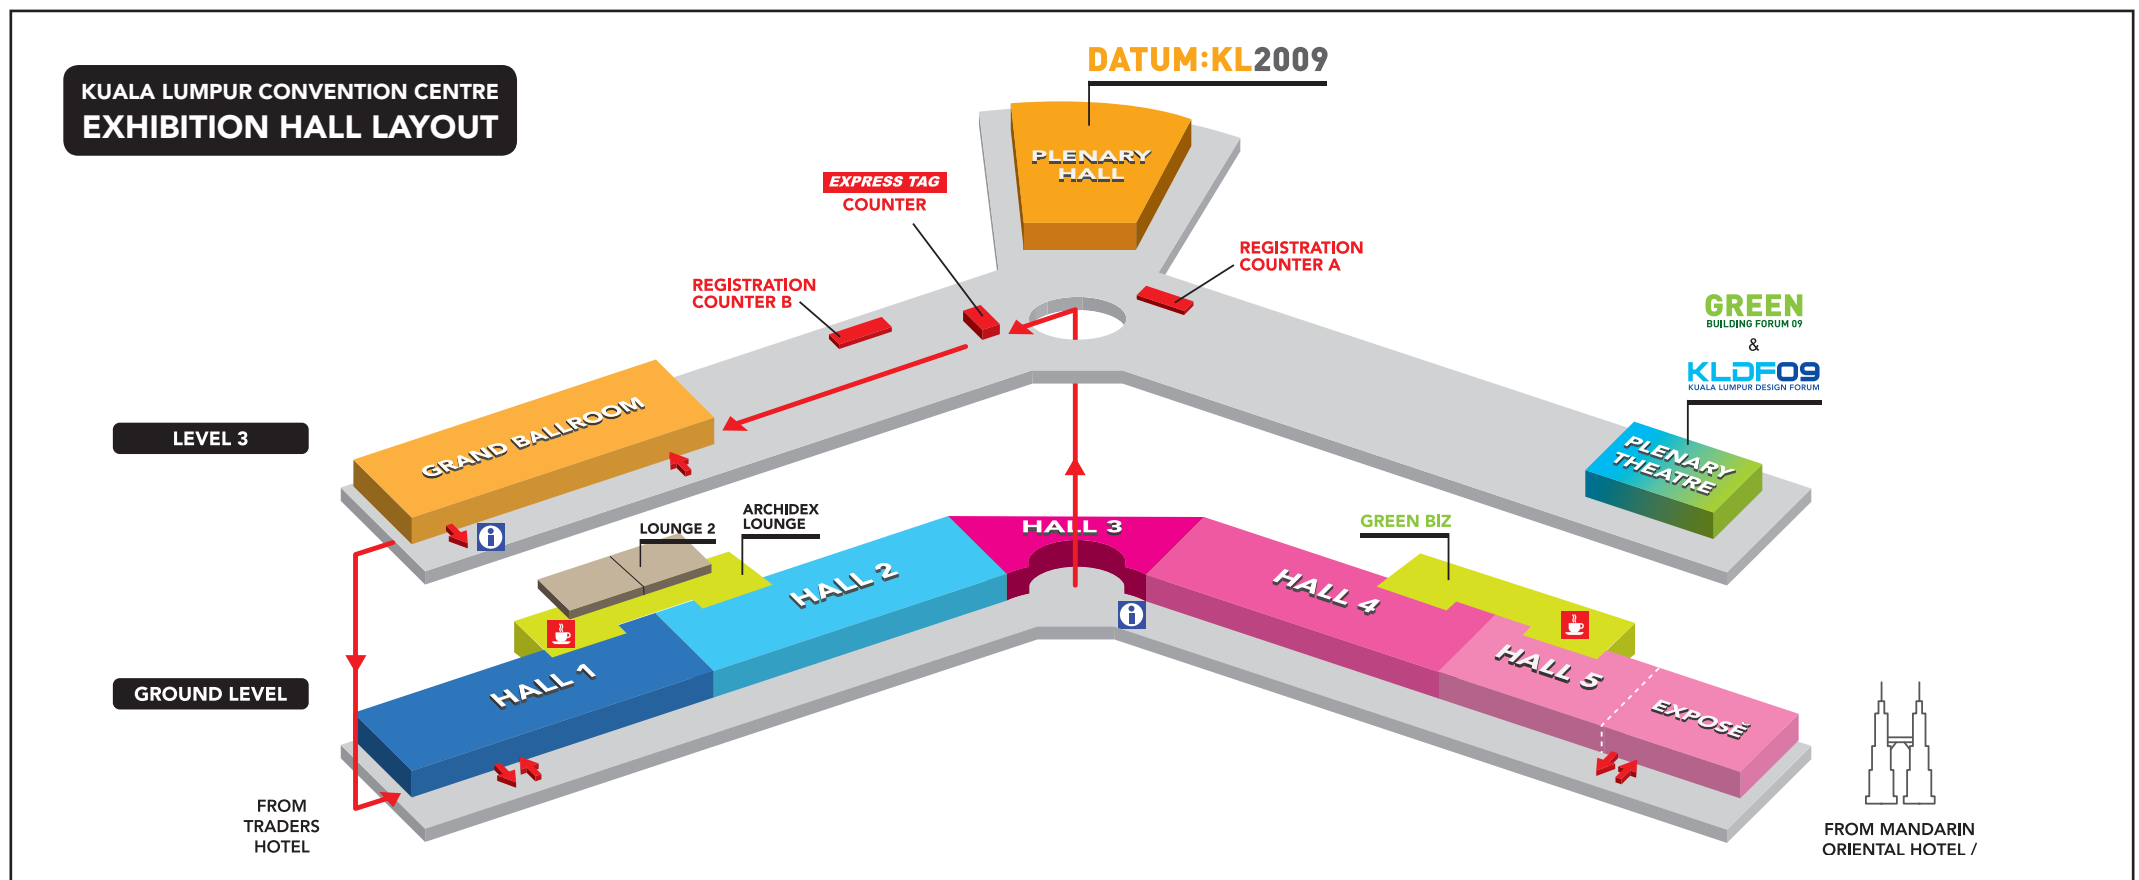 KUALA LUMPUR CONVENTION CENTRE
EXHIBITION HALL LAYOUT
DATUM:KL2009
PLENARY
HALL
EXPRESS TAG
COUNTER
REGISTRATION
COUNTER A
REGISTRATION
COUNTER B
GREEN
BUILDING FORUM 09
&
KLDF09
KUALA LUMPUR DESIGN FORUM
LEVEL 3
GRAND BALLROOM
PLENARY
THEATRE
i
LOUNGE 2
ARCHIDEX
LOUNGE
HALL 3
GREEN BIZ
HALL 2
HALL 4
i
GROUND LEVEL
HALL 1
HALL 5
EXPOSĚ
FROM
TRADERS
HOTEL
FROM MANDARIN
ORIENTAL HOTEL /